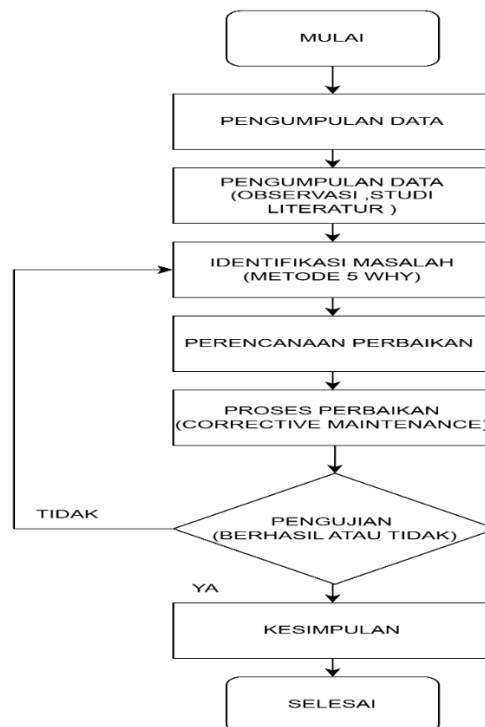 MULAI
PENGUMPULAN DATA
PENGUMPULAN DATA
(OBSERVASI ,STUDI
LITERATUR )
IDENTIFIKASI MASALAH
(METODE 5 WHY)
PERENCANAAN PERBAIKAN
PROSES PERBAIKAN
(CORRECTIVE MAINTENANCE)
TIDAK
PENGUJIAN
(BERHASIL ATAU TIDAK)
YA
KESIMPULAN
SELESAI